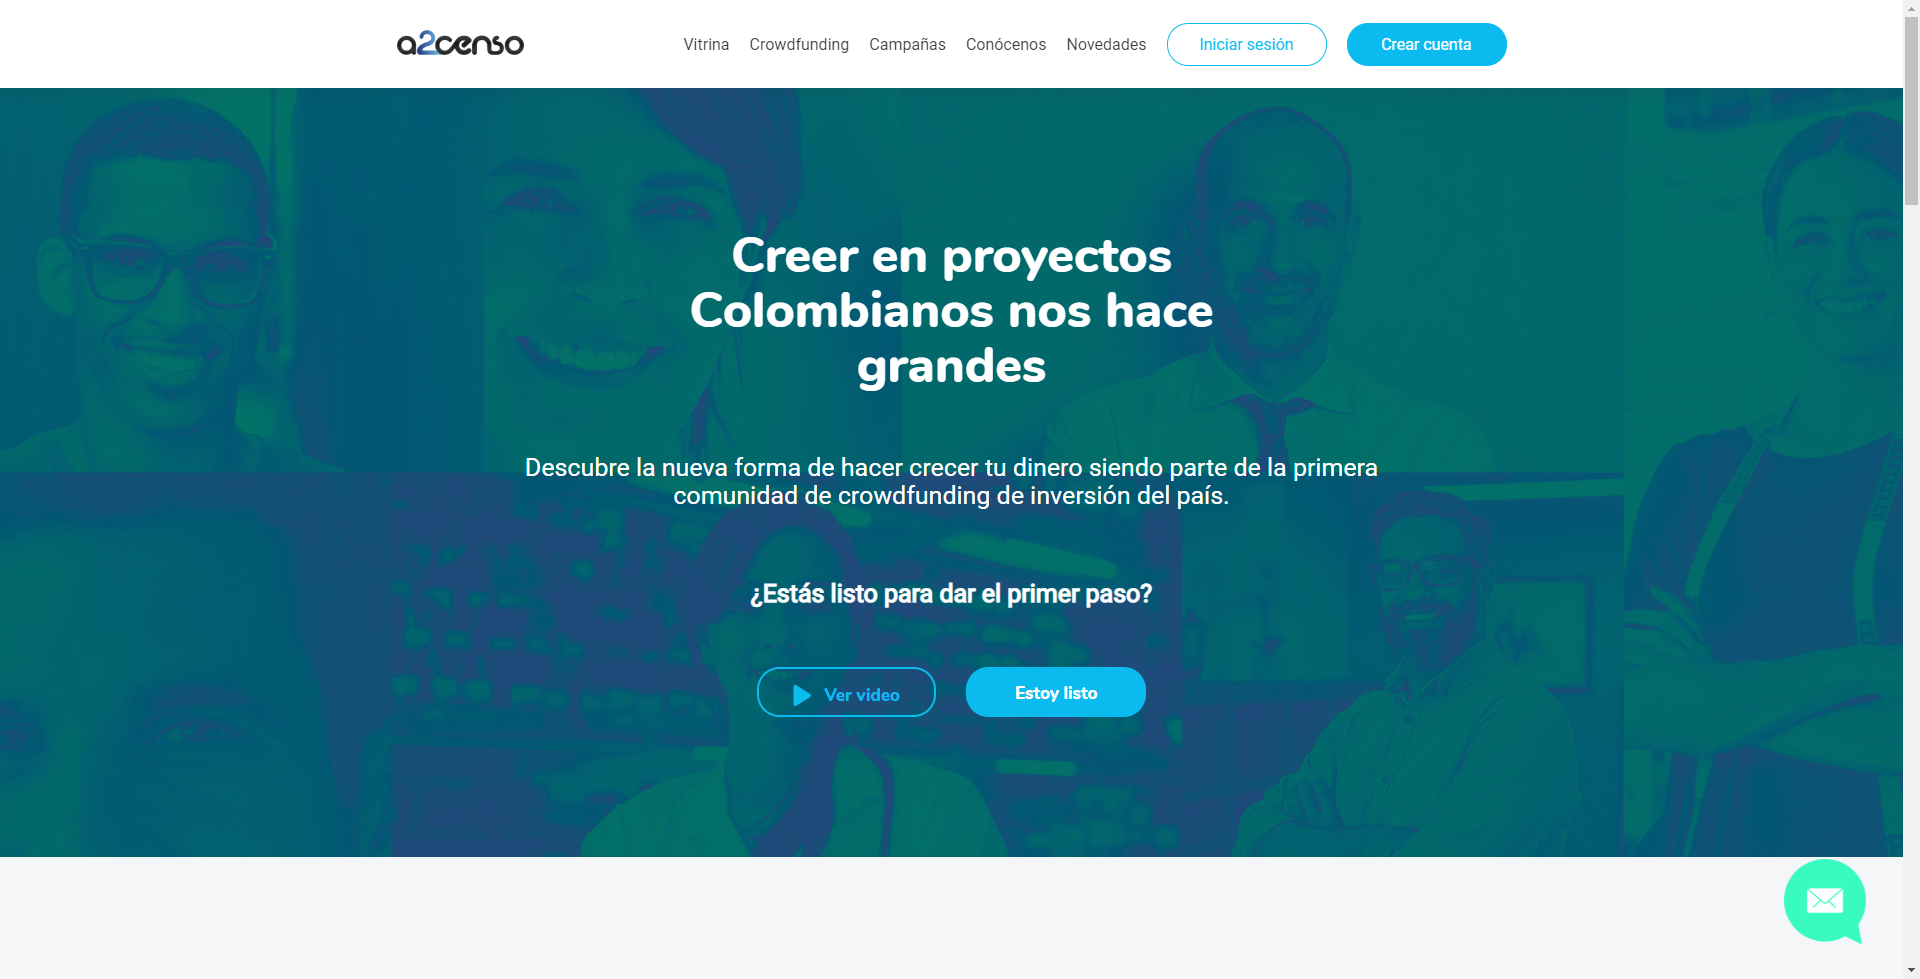 a2censo
Vitrina
Crowdfunding
Campañas
Conócenos
Novedades
Iniciar sesión
Crear cuenta
Creer en proyectos
Colombianos nos hace
grandes
Descubre la nueva forma de hacer crecer tu dinero siendo parte de la primera
comunidad de crowdfunding de inversión del país.
¿Estás listo para dar el primer paso?
Ver video
Estoy listo